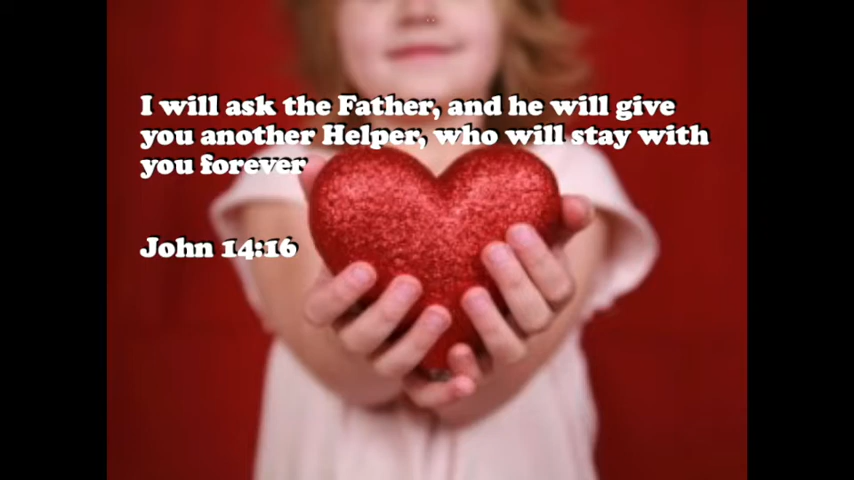 I will ask the Father, and he will give
you another Helper, who will stay with
you forever
John 14:16